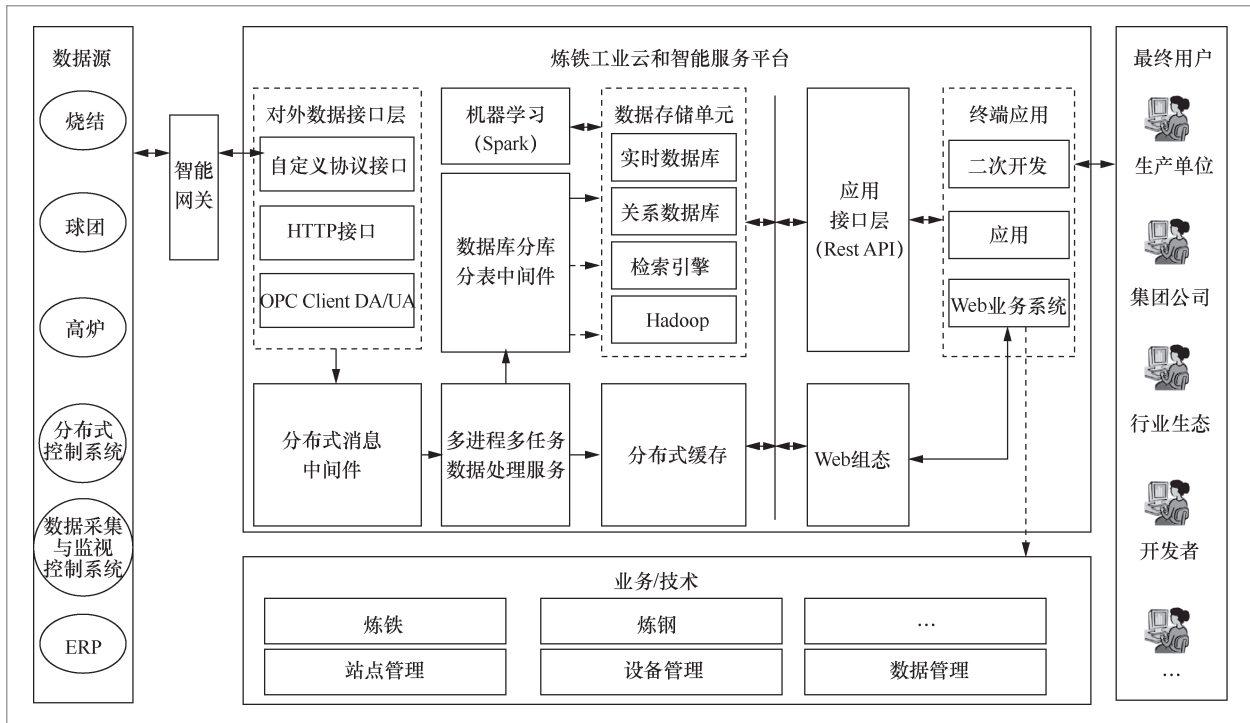 数据源
烧结
球团
高炉
分布式
控制系统
数据采集
与监视
控制系统
ERP
智能
网关
炼铁工业云和智能服务平台
对外数据接口层
自定义协议接口
HTTP接口
OPC Client DA/UA
机器学习
(Spark)
数据库分库
分表中间件
数据存储单元
实时数据库
关系数据库
检索引擎
Hadoop
应用
接口层
(Rest API)
终端应用
二次开发
应用
Web业务系统
分布式消息
中间件
多进程多任务
数据处理服务
分布式缓存
Web组态
业务/技术
炼铁
炼钢
…
站点管理
设备管理
数据管理
最终用户
生产单位
集团公司
行业生态
开发者
…